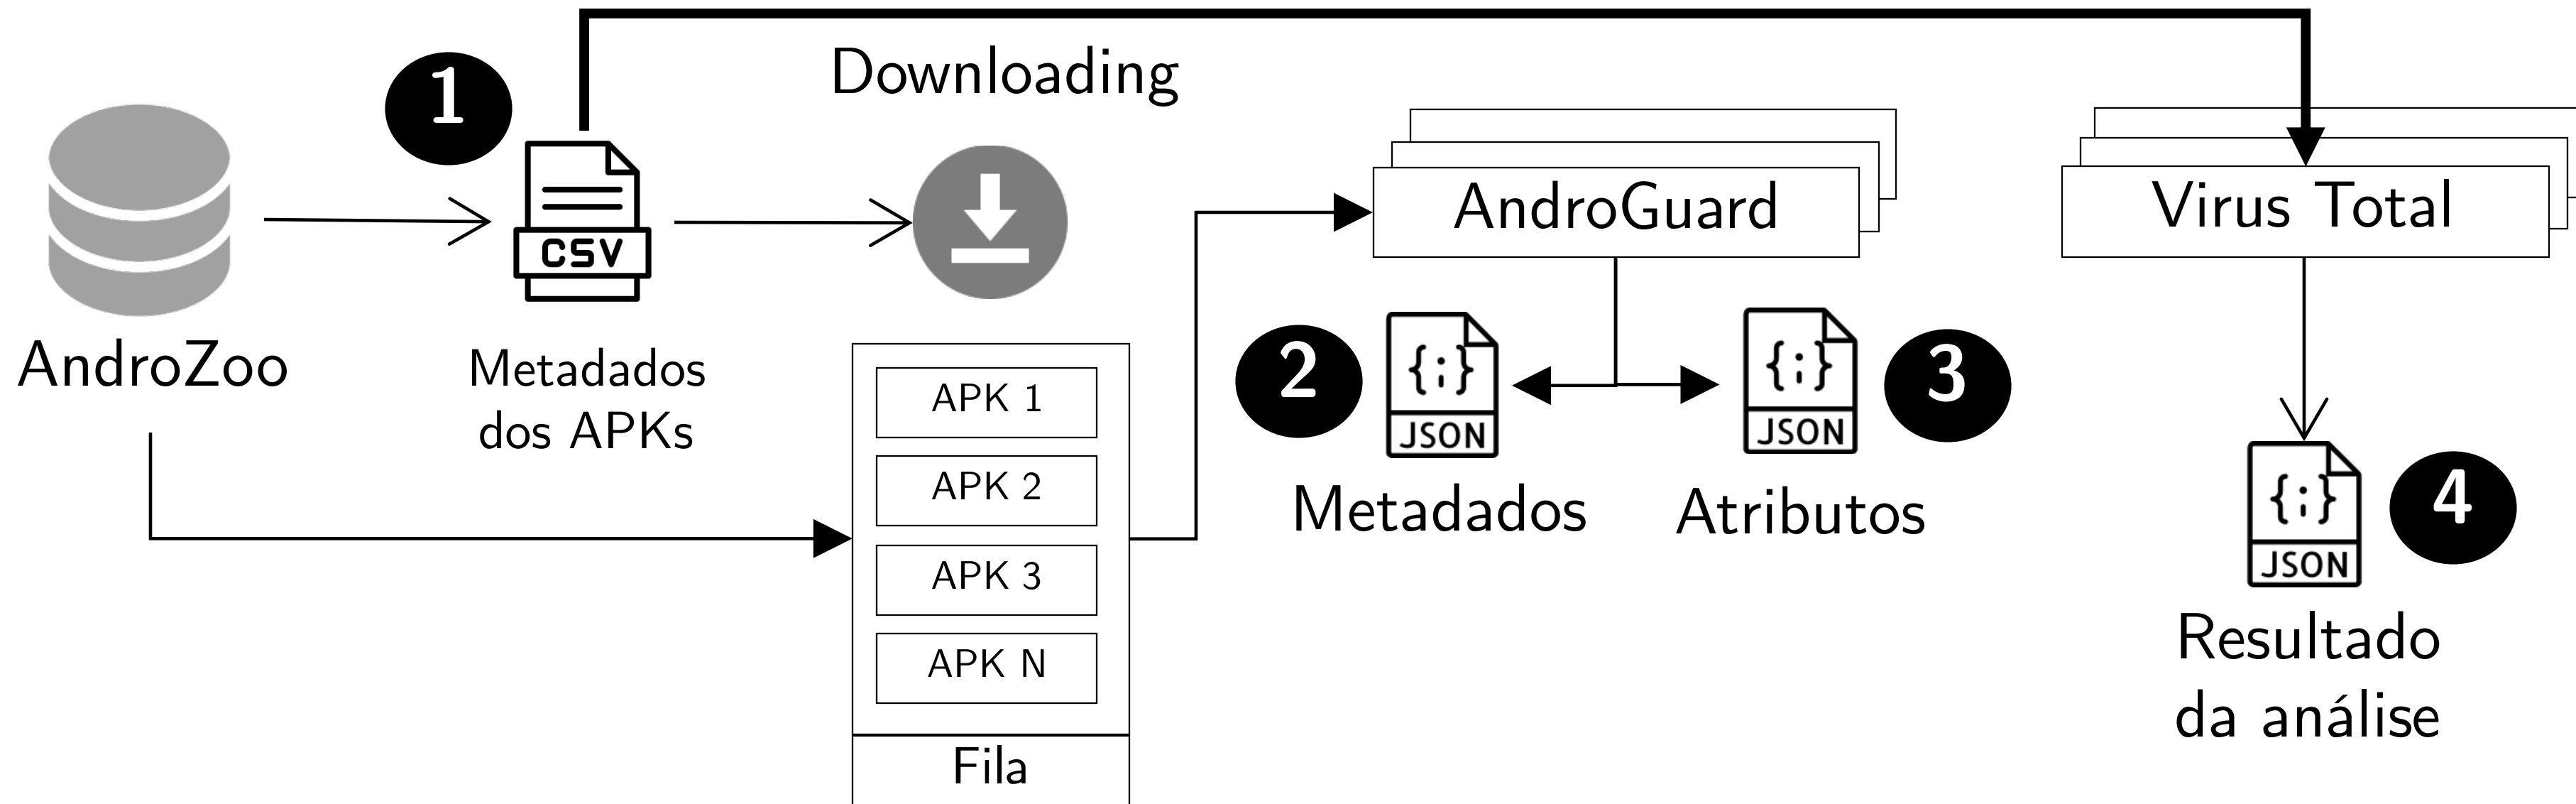 1
Downloading
CSV
AndroZoo
Metadados
dos APKs
APK 1
APK 2
APK 3
APK N
Fila
AndroGuard
2
{;}
JSON
Metadados
{;}
JSON
3
Atributos
Virus Total
{;}
JSON
4
Resultado
da análise